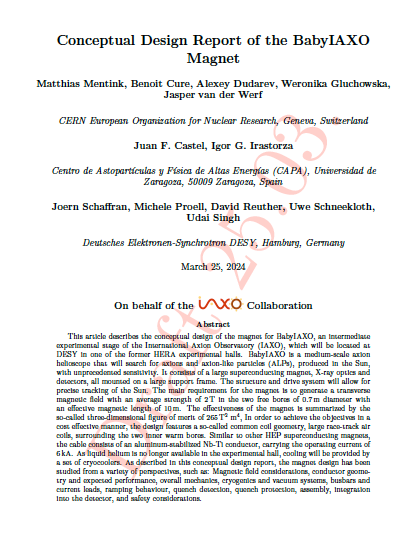 Conceptual Design Report of the BabyIAXO
Magnet
Matthias Mentink, Benoit Cure, Alexey Dudarev, Weronika Gluchowska,
Jasper van der Werf
CERN European Organization for Nuclear Research, Geneva, Switzerland
Juan F. Castel, Igor G. Irastorza
Centro de Astopartículas y Física de Altas Energías (CAPA), Universidad de
Zaragoza, 50009 Zaragoza, Spain
Joern Schaffran, Michele Proell, David Reuther, Uwe Schneekloth,
Udai Singh
Deutsches Elektronen-Synchrotron DESY, Hamburg, Germany
March 25, 2024
On behalf of the IAXO Collaboration
Abstract
This article describes the conceptual design of the magnet for BabyIAXO, an intermediate
experimental stage of the International Axion Observatory (IAXO), which will be located at
DESY in one of the former HERA experimental halls. BabyIAXO is a medium-scale axion
helioscope that will search for axions and axion-like particles (ALPs), produced in the Sun,
with unprecedented sensitivity. It consists of a large superconducting magnet, X-ray optics and
detectors, all mounted on a large support frame. The structure and drive system will allow for
precise tracking of the Sun. The main requirements for the magnet is to generate a transverse
magnetic field with an average strength of 2 T in the two free bores of 0.7 m diameter with
an effective magnetic length of 10 m. The effectiveness of the magnet is summarized by the
so-called three-dimensional figure of merit of 265 T² m⁴, In order to achieve the objectives in a
cost effective manner, the design features a so-called common coil geometry, large race-track air
coils, surrounding the two inner warm bores. Similar to other HEP superconducting magnets,
the cable consists of an aluminum-stabilized Nb-Ti conductor, carrying the operating current of
6 kA. As liquid helium is no longer available in the experimental hall, cooling will be provided by
a set of cryocoolers. As described in this conceptual design report, the magnet design has been
studied from a variety of perspectives, such as: Magnetic field considerations, conductor geome-
try and expected performance, overall mechanics, cryogenics and vacuum systems, busbars and
current leads, ramping behaviour, quench detection, quench protection, assembly, integration
into the detector, and safety considerations.
Draft 25.03